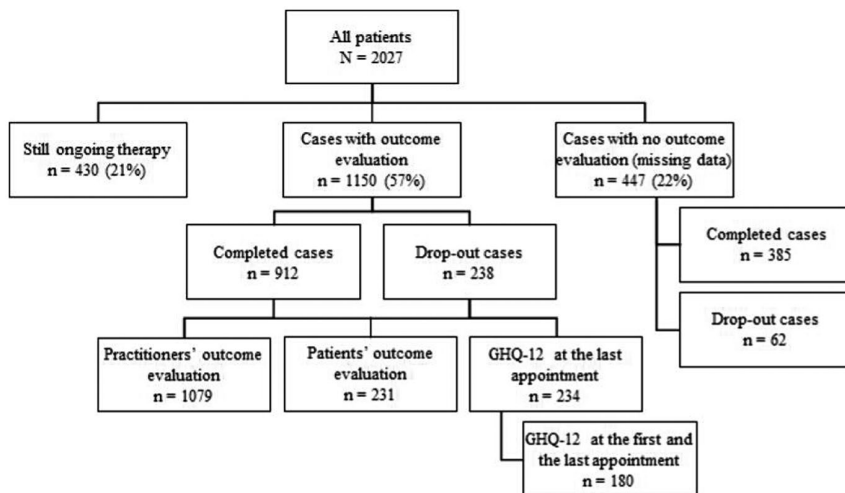 All patients
N = 2027
Still ongoing therapy
n = 430 (21%)
Cases with outcome
evaluation
n = 1150 (57%)
Cases with no outcome
evaluation (missing data)
n = 447 (22%)
Completed cases
n = 912
Drop-out cases
n = 238
Completed cases
n = 385
Drop-out cases
n = 62
Practitioners’ outcome
evaluation
n = 1079
Patients’ outcome
evaluation
n = 231
GHQ-12 at the last
appointment
n = 234
GHQ-12 at the first and
the last appointment
n = 180